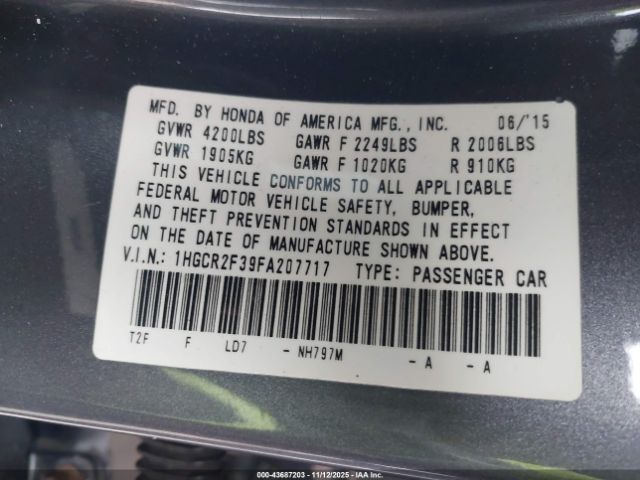 MFD. BY HONDA OF AMERICA MFG., INC. 06/'15
GVWR 4200LBS GAWR F 2249LBS R 2006LBS
GVWR 1905KG GAWR F 1020KG R 910KG
THIS VEHICLE CONFORMS TO ALL APPLICABLE
FEDERAL MOTOR VEHICLE SAFETY, BUMPER,
AND THEFT PREVENTION STANDARDS IN EFFECT
ON THE DATE OF MANUFACTURE SHOWN ABOVE.
V.I.N.: 1HGCR2F39FA207717 TYPE: PASSENGER CAR
T2F F LD7 - NH797M - A - A
000-43687203 - 11/12/2025 - IAAI.COM